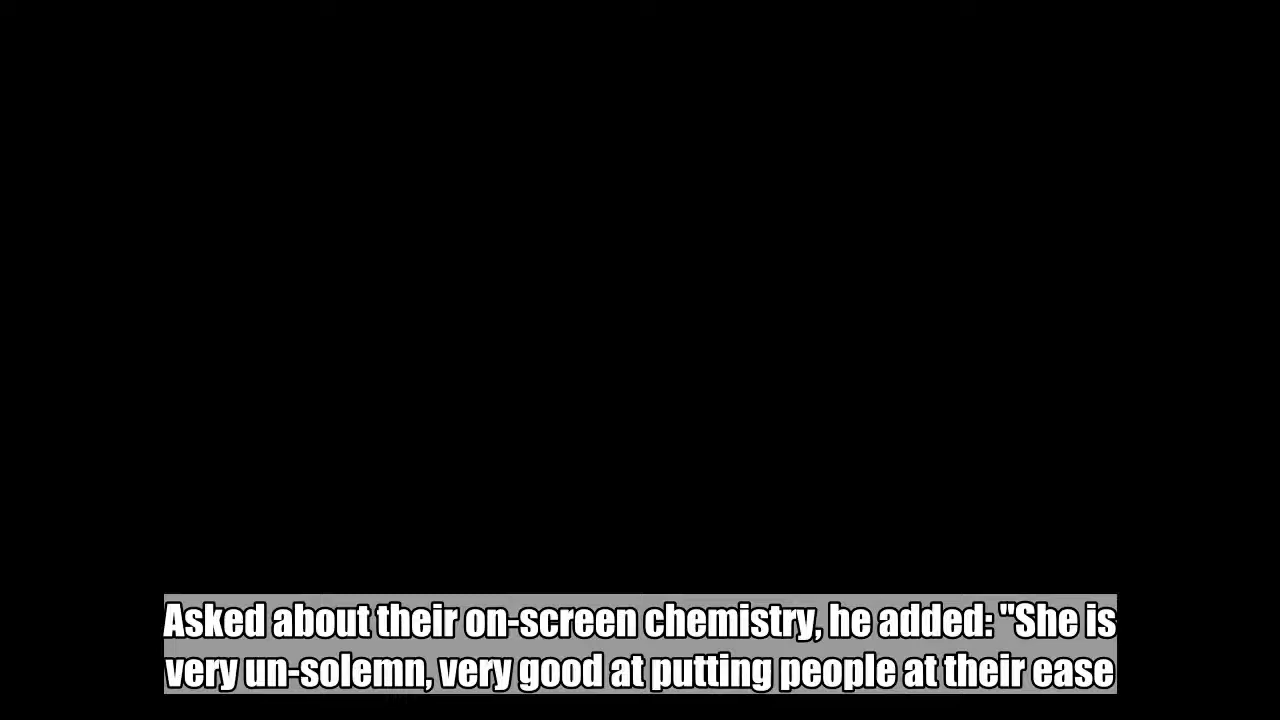 Asked about their on-screen chemistry, he added: "She is
very un-solemn, very good at putting people at their ease